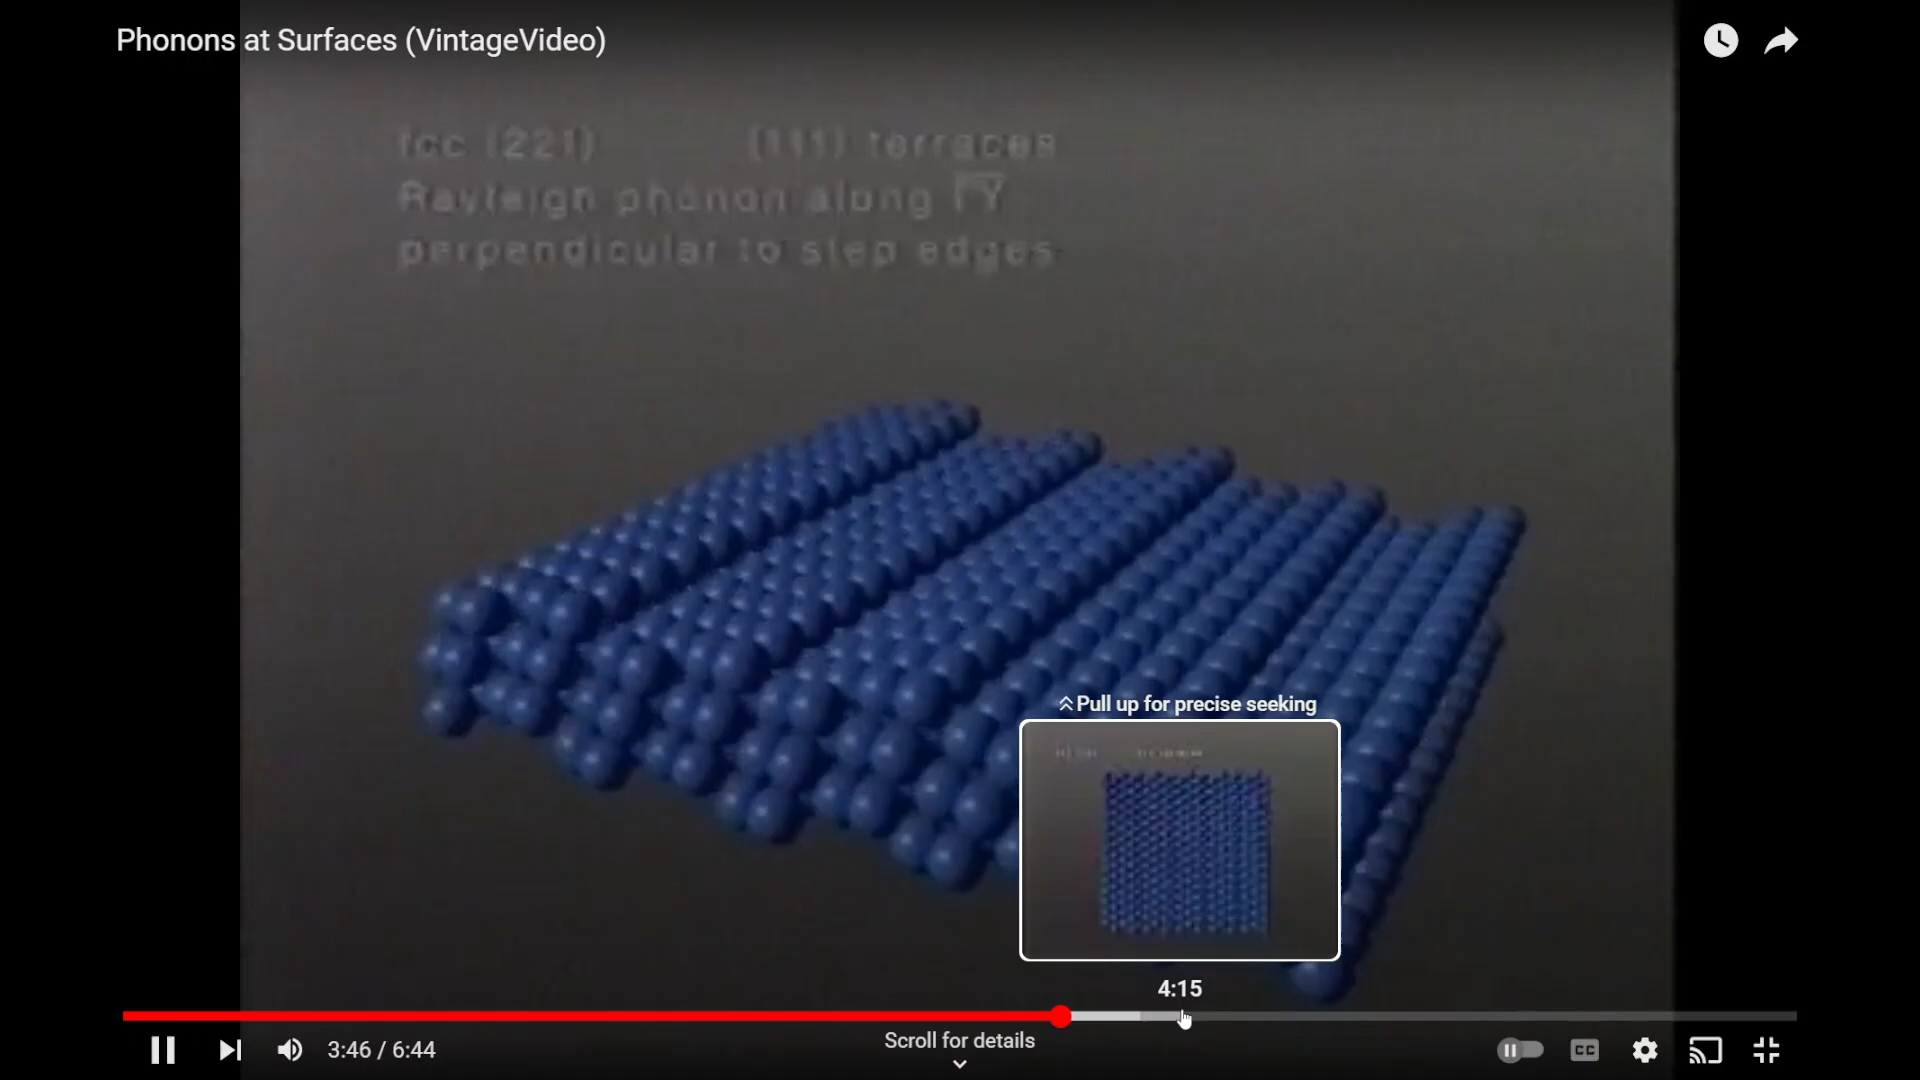 Phonons at Surfaces (VintageVideo)
fcc (221) (111) terraces
Rayleigh phonon along Γ̅Y̅
perpendicular to step edges
Pull up for precise seeking
4:15
3:46 / 6:44
Scroll for details
CC